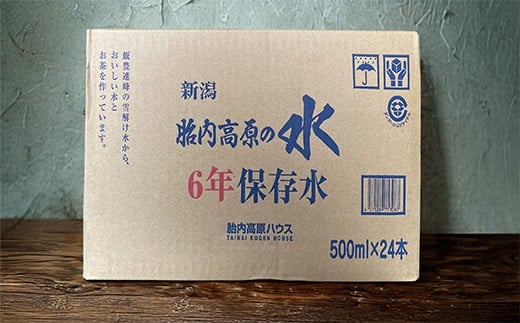 飯豊連峰の雪解け水から、
おいしい水と
お茶を作っています。
新潟
胎内高原の水
6年保存水
胎内高原ハウス
TAINAI KOGEN HOUSE
500ml×24本